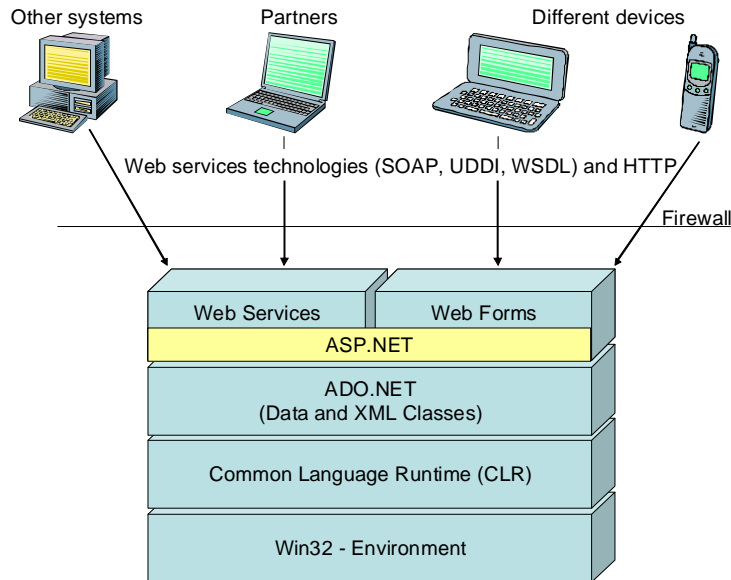 Other systems
Partners
Different devices
Web services technologies (SOAP, UDDI, WSDL) and HTTP
Firewall
Web Services
Web Forms
ASP.NET
ADO.NET
(Data and XML Classes)
Common Language Runtime (CLR)
Win32 - Environment